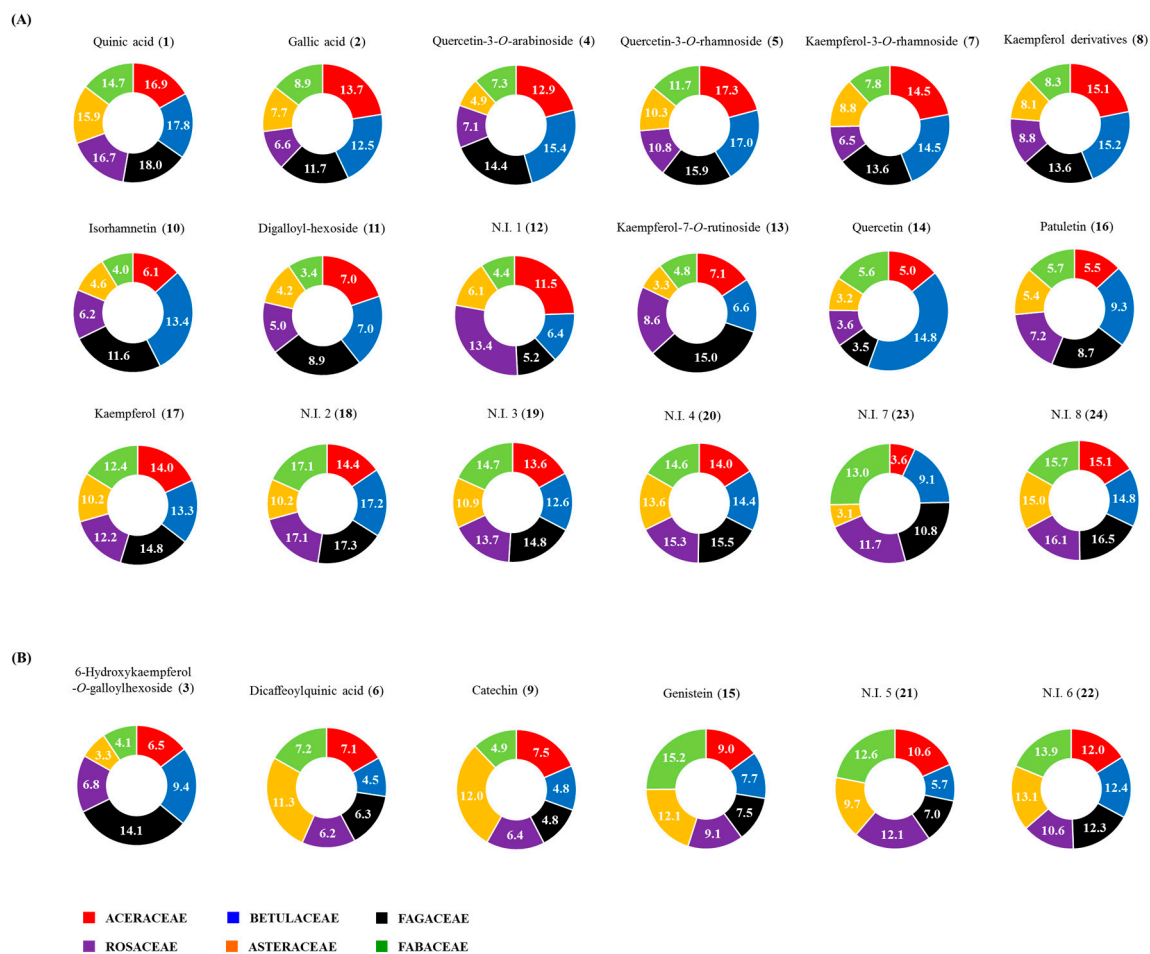 (A)
Quinic acid (1)
Gallic acid (2)
Quercetin-3-O-arabinoside (4)
Quercetin-3-O-rhamnoside (5)
Kaempferol-3-O-rhamnoside (7)
Kaempferol derivatives (8)
14.7 16.9 17.8 18.0 16.7 15.9
8.9 13.7 12.5 11.7 6.6 7.7
7.3 12.9 15.4 14.4 7.1 4.9
11.7 17.3 17.0 15.9 10.8 10.3
7.8 14.5 14.5 13.6 6.5 8.8
8.3 15.1 15.2 13.6 8.8 8.1
Isorhamnetin (10)
Digalloyl-hexoside (11)
N.I. 1 (12)
Kaempferol-7-O-rutinoside (13)
Quercetin (14)
Patuletin (16)
4.0 6.1 13.4 11.6 6.2 4.6
3.4 7.0 7.0 8.9 5.0 4.2
4.4 11.5 6.4 5.2 13.4 6.1
4.8 7.1 6.6 15.0 8.6 3.3
5.6 5.0 14.8 3.5 3.6 3.2
5.7 5.5 9.3 8.7 7.2 5.4
Kaempferol (17)
N.I. 2 (18)
N.I. 3 (19)
N.I. 4 (20)
N.I. 7 (23)
N.I. 8 (24)
12.4 14.0 13.3 14.8 12.2 10.2
17.1 14.4 17.2 17.3 17.1 10.2
14.7 13.6 12.6 14.8 13.7 10.9
14.6 14.0 14.4 15.5 15.3 13.6
13.0 3.6 9.1 10.8 11.7 3.1
15.7 15.1 14.8 16.5 16.1 15.0
(B)
6-Hydroxykaempferol
-O-galloylhexoside (3)
Dicaffeoylquinic acid (6)
Catechin (9)
Genistein (15)
N.I. 5 (21)
N.I. 6 (22)
4.1 6.5 9.4 14.1 6.8 3.3
7.2 7.1 4.5 6.3 6.2 11.3
4.9 7.5 4.8 4.8 6.4 12.0
15.2 9.0 7.7 7.5 9.1 12.1
12.6 10.6 5.7 7.0 12.1 9.7
13.9 12.0 12.4 12.3 10.6 13.1
ACERACEAE BETULACEAE FAGACEAE
ROSACEAE ASTERACEAE FABACEAE